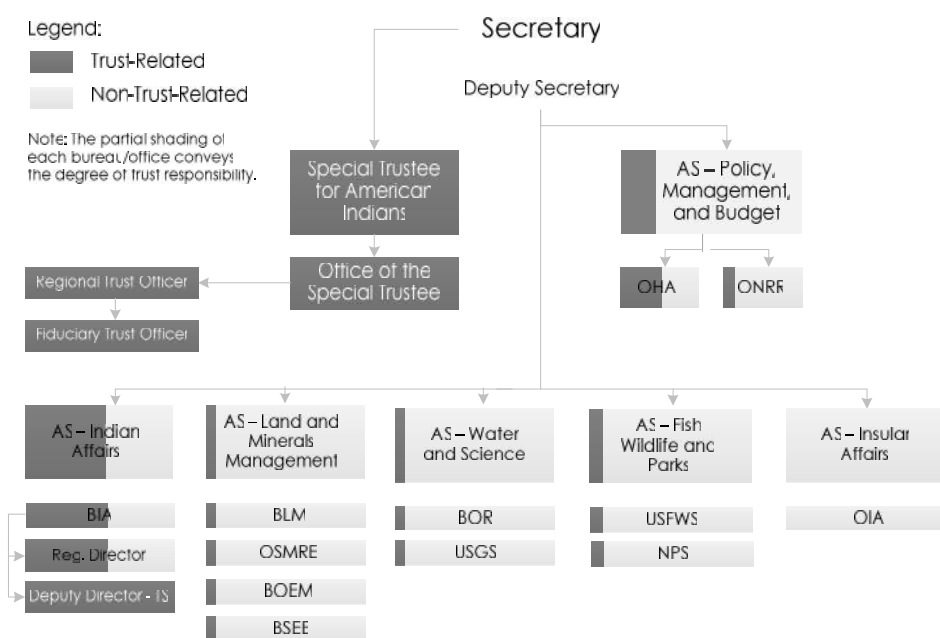 Legend:
Trust-Related
Non-Trust-Related
Note: The partial shading of
each bureau/office conveys
the degree of trust responsibility.
Secretary
Deputy Secretary
Special Trustee
for American
Indians
Office of the
Special Trustee
Regional Trust Officer
Fiduciary Trust Officer
AS – Policy,
Management,
and Budget
OHA
ONRR
AS – Indian
Affairs
BIA
Reg. Director
Deputy Director - TS
AS – Land and
Minerals
Management
BLM
OSMRE
BOEM
BSEE
AS – Water
and Science
BOR
USGS
AS – Fish
Wildlife and
Parks
USFWS
NPS
AS – Insular
Affairs
OIA